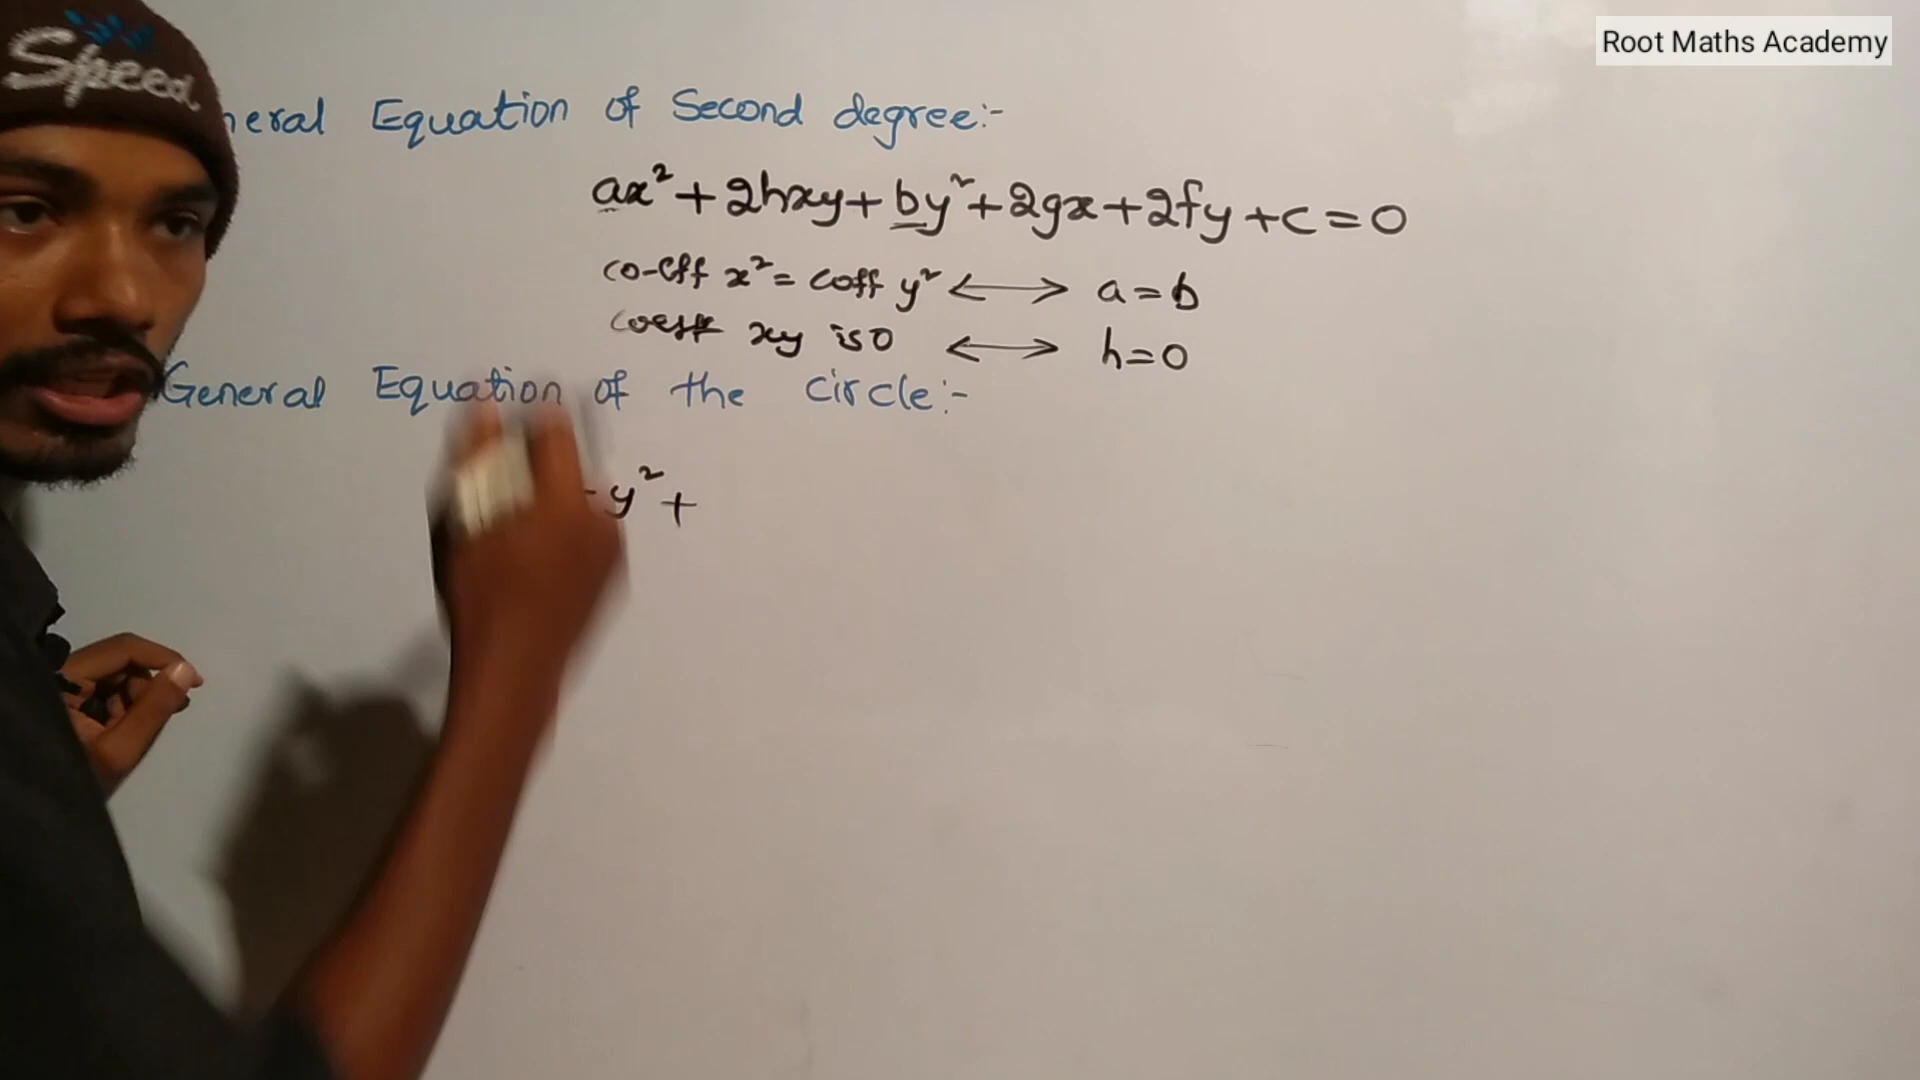 Root Maths Academy
Speed
neral Equation of Second degree:-
ax² + 2hxy + by² + 2gx + 2fy + c = 0
co-eff x² = coff y² ⟷ a = b
coeff xy is 0 ⟷ h = 0
General Equation of the circle:-
y² +